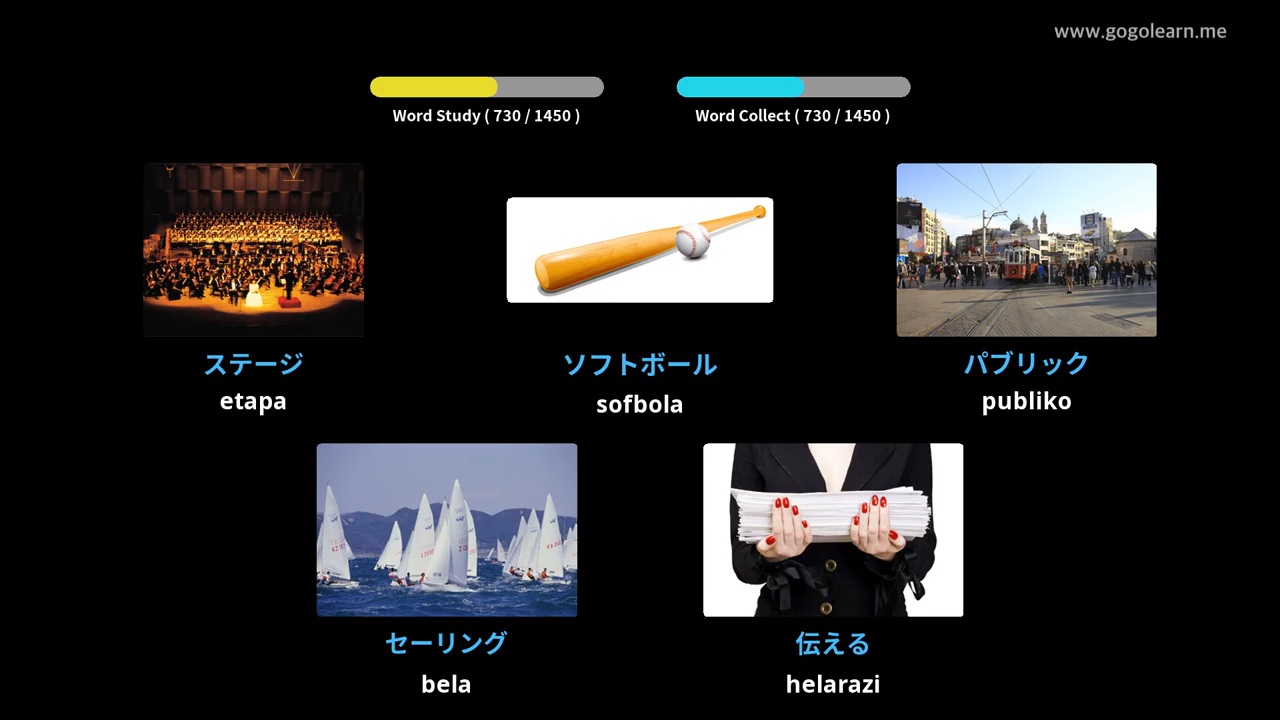 www.gogolearn.me
Word Study ( 730 / 1450 )
Word Collect ( 730 / 1450 )
ステージ
etapa
ソフトボール
sofbola
パブリック
publiko
セーリング
bela
伝える
helarazi